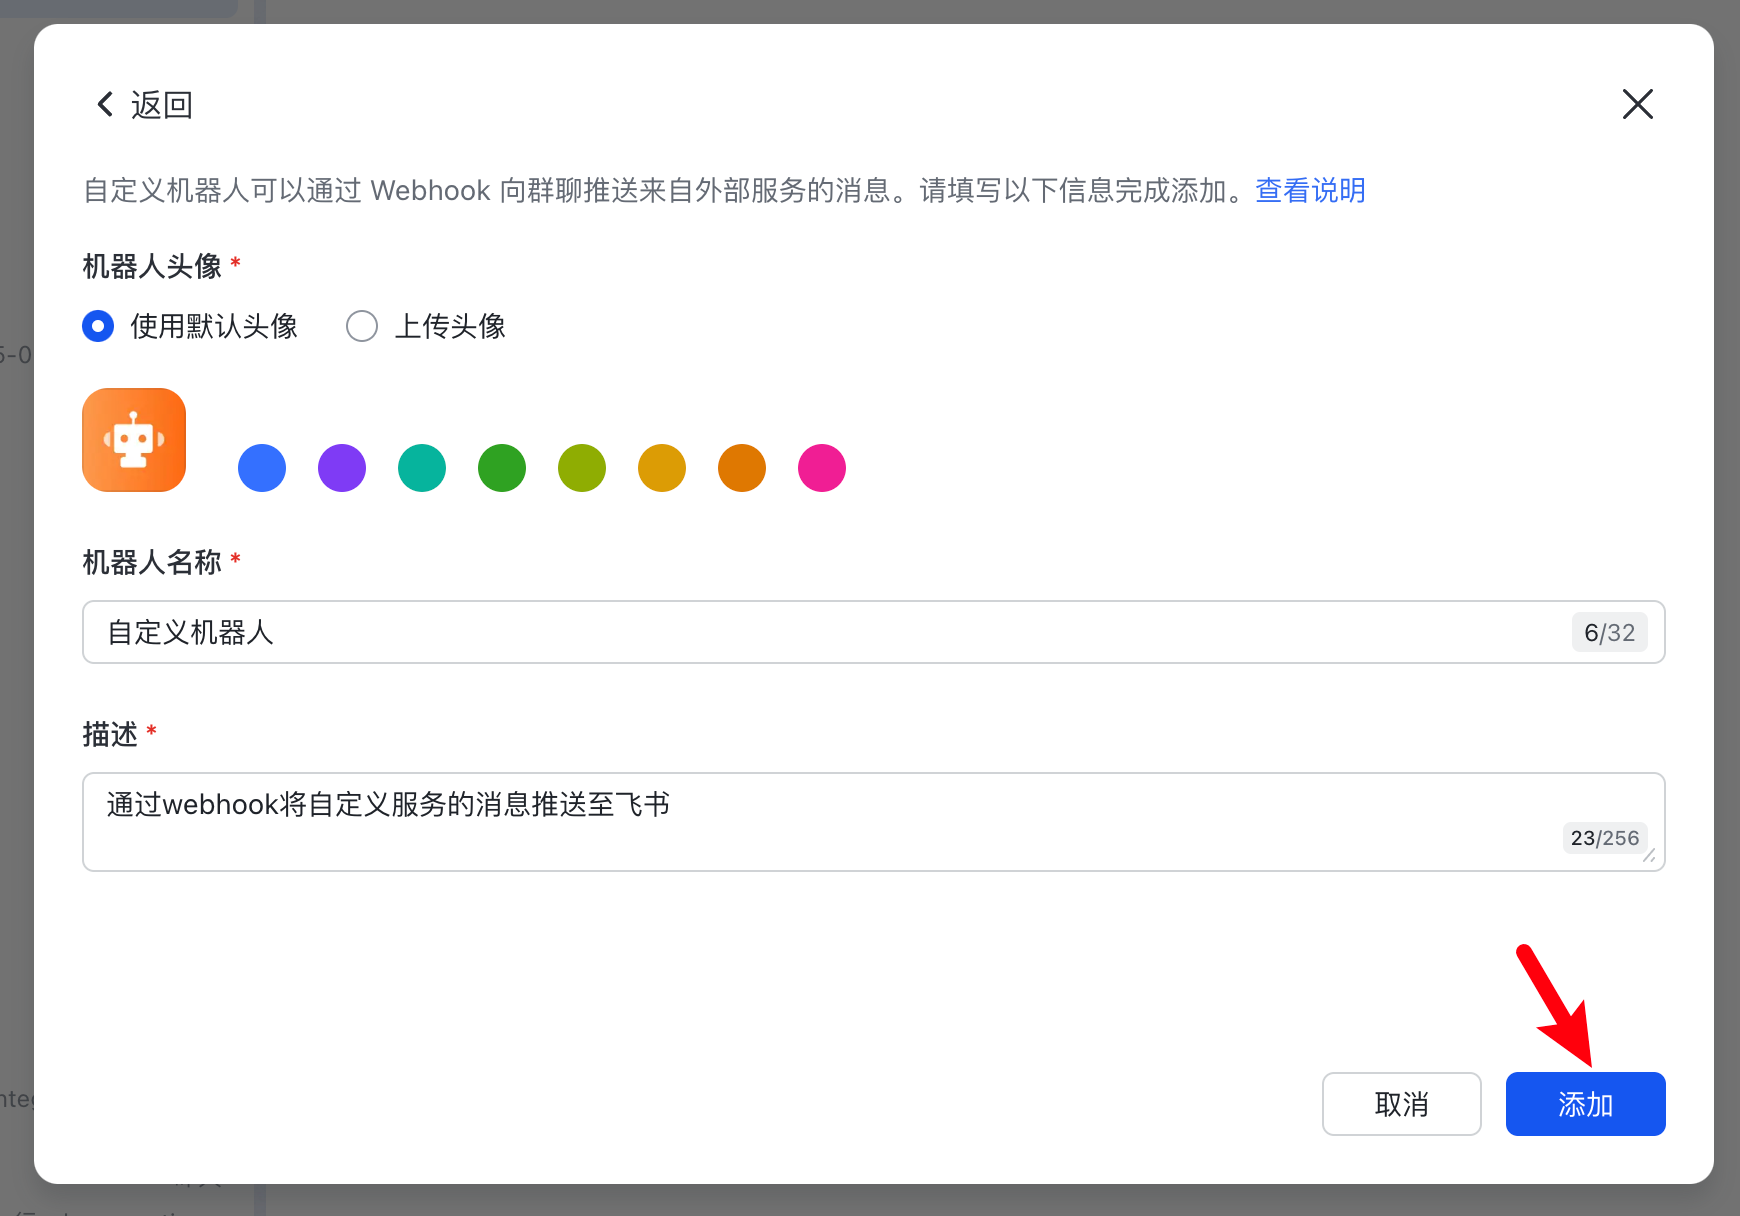 返回
自定义机器人可以通过 Webhook 向群聊推送来自外部服务的消息。请填写以下信息完成添加。查看说明
机器人头像 *
使用默认头像 上传头像
5-0
机器人名称 *
自定义机器人 6/32
描述 *
通过webhook将自定义服务的消息推送至飞书
23/256
取消 添加